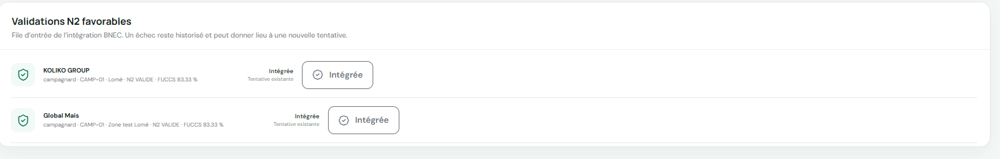 Validations N2 favorables
File d'entrée de l'intégration BNEC. Un échec reste historisé et peut donner lieu à une nouvelle tentative.
KOLIKO GROUP
campagnard · CAMP-01 · Lomé · N2 VALIDE · FUCCS 83.33 %
Intégrée
Tentative existante
Intégrée
Global Mais
campagnard · CAMP-01 · Zone test Lomé · N2 VALIDE · FUCCS 83.33 %
Intégrée
Tentative existante
Intégrée